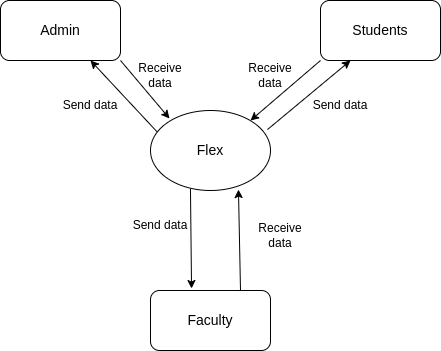 Admin
Students
Receive
data
Receive
data
Send data
Send data
Flex
Send data
Receive
data
Faculty